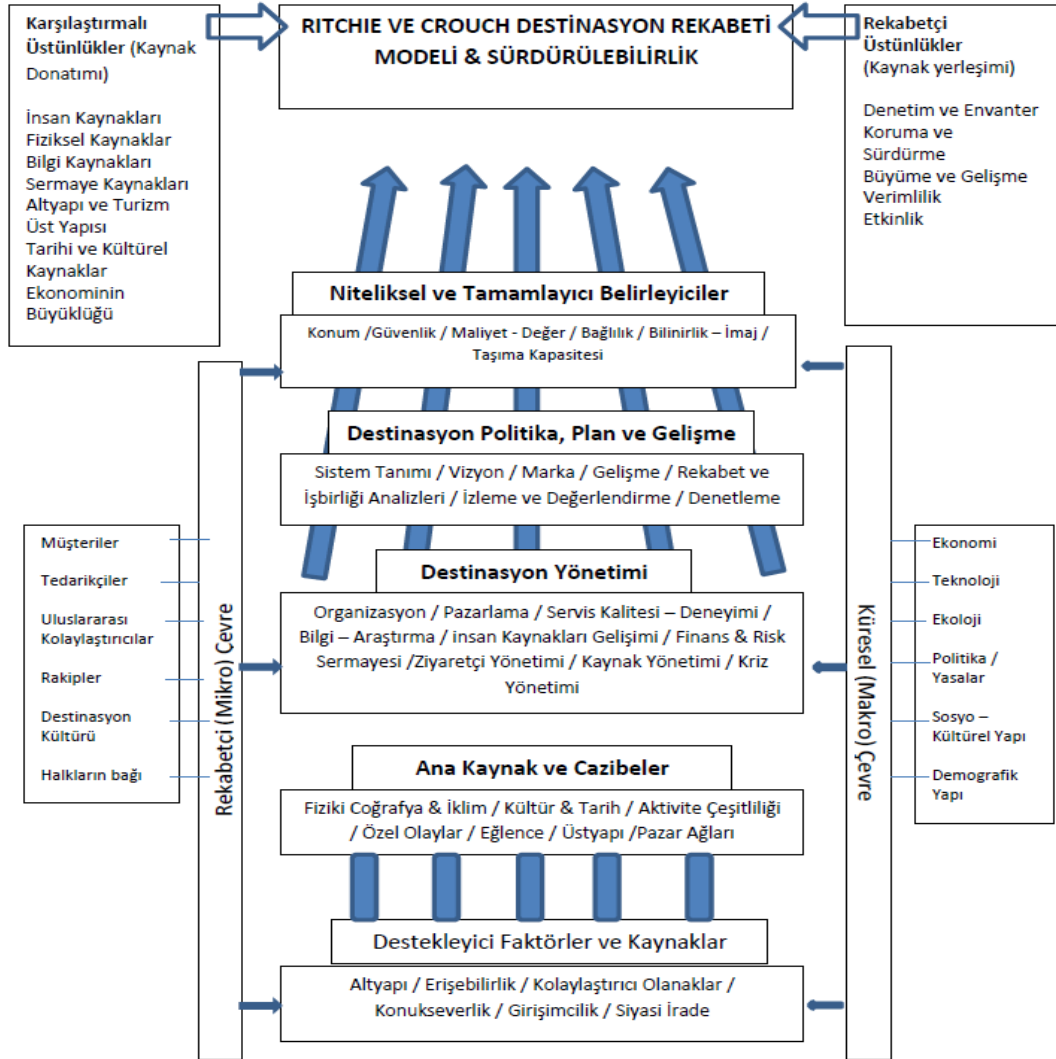 Karşılaştırmalı
Üstünlükler (Kaynak
Donatımı)
İnsan Kaynakları
Fiziksel Kaynaklar
Bilgi Kaynakları
Sermaye Kaynakları
Altyapı ve Turizm
Üst Yapısı
Tarihi ve Kültürel
Kaynaklar
Ekonominin
Büyüklüğü
RITCHIE VE CROUCH DESTİNASYON REKABETİ
MODELİ & SÜRDÜRÜLEBİLİRLİK
Rekabetçi
Üstünlükler
(Kaynak yerleşimi)
Denetim ve Envanter
Koruma ve
Sürdürme
Büyüme ve Gelişme
Verimlilik
Etkinlik
Niteliksel ve Tamamlayıcı Belirleyiciler
Konum /Güvenlik / Maliyet - Değer / Bağlılık / Bilinirlik – İmaj /
Taşıma Kapasitesi
Destinasyon Politika, Plan ve Gelişme
Sistem Tanımı / Vizyon / Marka / Gelişme / Rekabet ve
İşbirliği Analizleri / İzleme ve Değerlendirme / Denetleme
Destinasyon Yönetimi
Organizasyon / Pazarlama / Servis Kalitesi – Deneyimi /
Bilgi – Araştırma / insan Kaynakları Gelişimi / Finans & Risk
Sermayesi /Ziyaretçi Yönetimi / Kaynak Yönetimi / Kriz
Yönetimi
Ana Kaynak ve Cazibeler
Fiziki Coğrafya & İklim / Kültür & Tarih / Aktivite Çeşitliliği
/ Özel Olaylar / Eğlence / Üstyapı /Pazar Ağları
Destekleyici Faktörler ve Kaynaklar
Altyapı / Erişebilirlik / Kolaylaştırıcı Olanaklar /
Konukseverlik / Girişimcilik / Siyasi İrade
Müşteriler
Tedarikçiler
Uluslararası
Kolaylaştırıcılar
Rakipler
Destinasyon
Kültürü
Halkların bağı
Rekabetçi (Mikro) Çevre
Küresel (Makro) Çevre
Ekonomi
Teknoloji
Ekoloji
Politika /
Yasalar
Sosyo –
Kültürel Yapı
Demografik
Yapı